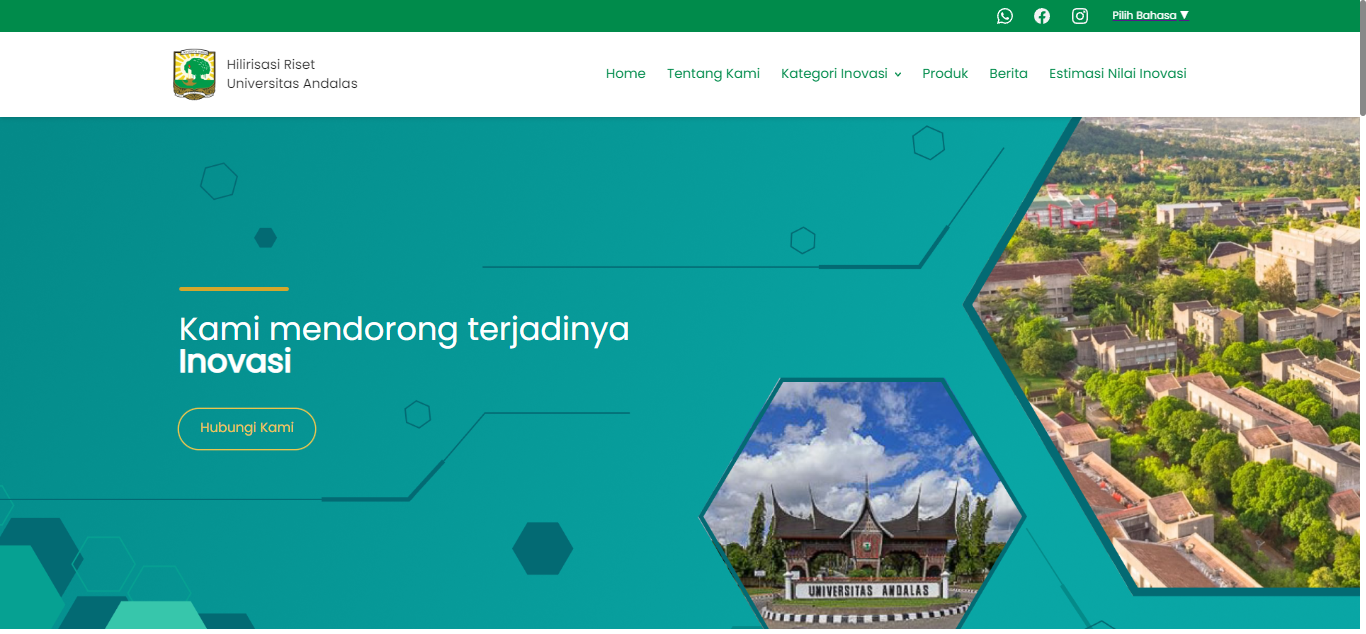 Pilih Bahasa ▼
Hilirisasi Riset
Universitas Andalas
Home Tentang Kami Kategori Inovasi Produk Berita Estimasi Nilai Inovasi
Kami mendorong terjadinya
Inovasi
Hubungi Kami
UNIVERSITAS ANDALAS